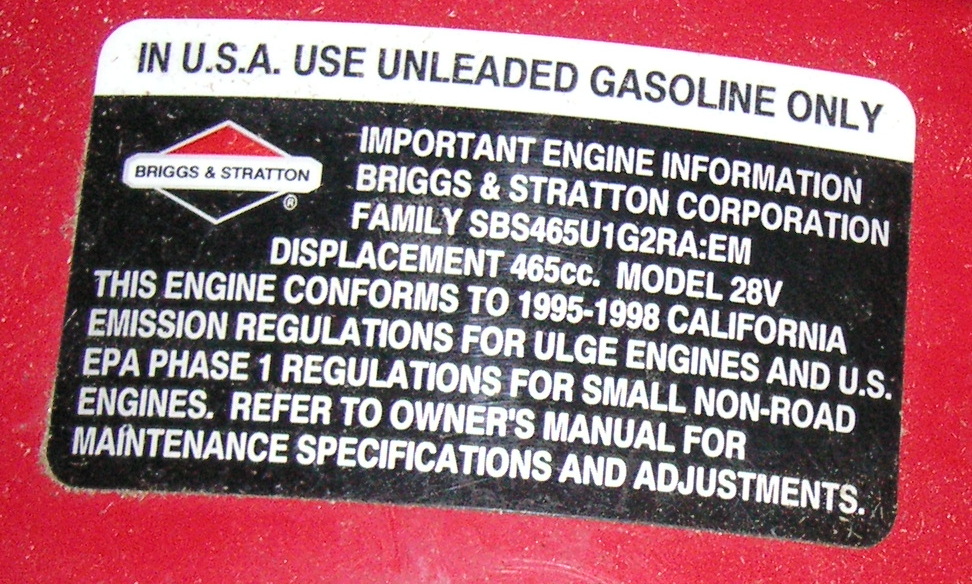 IN U.S.A. USE UNLEADED GASOLINE ONLY
BRIGGS & STRATTON
®
IMPORTANT ENGINE INFORMATION
BRIGGS & STRATTON CORPORATION
FAMILY SBS465U1G2RA:EM
DISPLACEMENT 465cc. MODEL 28V
THIS ENGINE CONFORMS TO 1995-1998 CALIFORNIA
EMISSION REGULATIONS FOR ULGE ENGINES AND U.S.
EPA PHASE 1 REGULATIONS FOR SMALL NON-ROAD
ENGINES. REFER TO OWNER'S MANUAL FOR
MAINTENANCE SPECIFICATIONS AND ADJUSTMENTS.